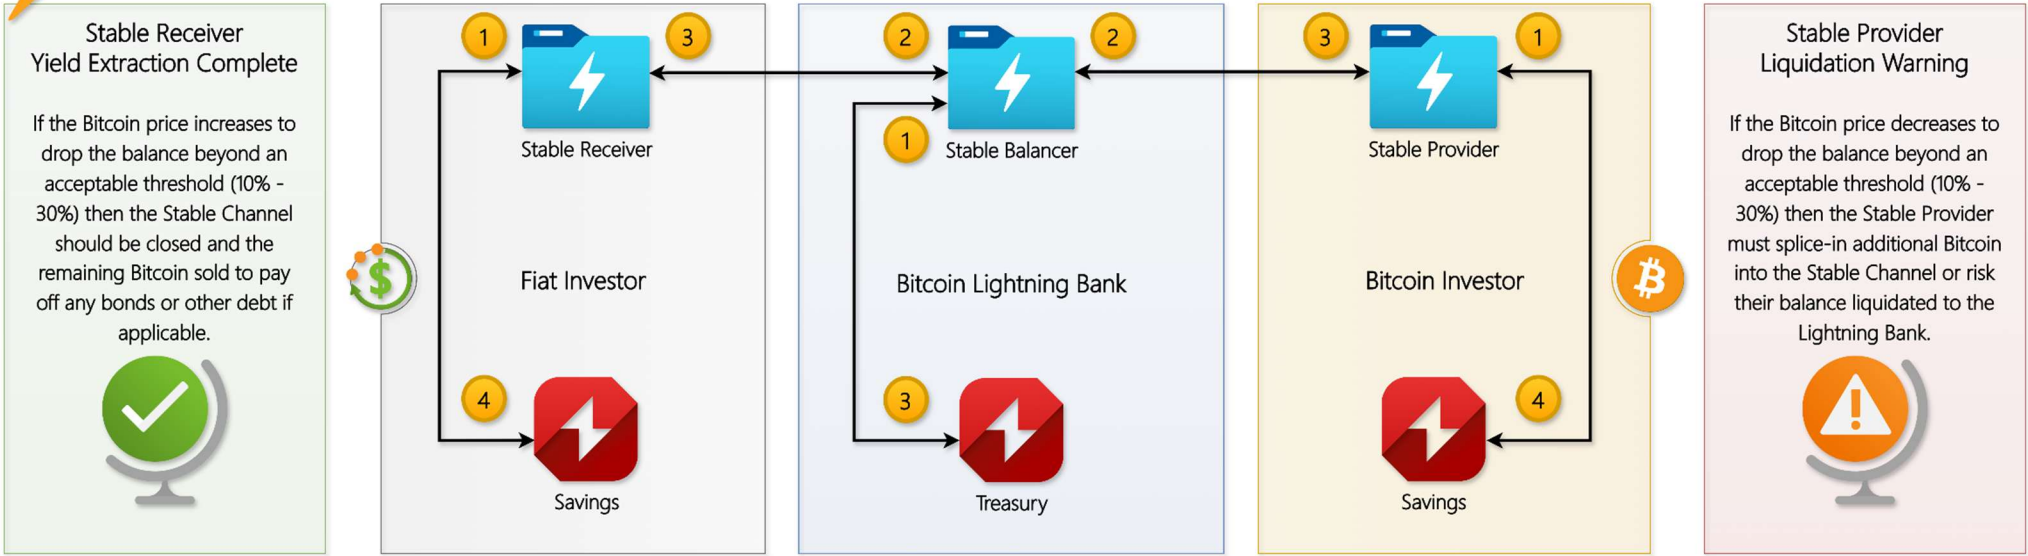 Stable Receiver
Yield Extraction Complete
If the Bitcoin price increases to
drop the balance beyond an
acceptable threshold (10% -
30%) then the Stable Channel
should be closed and the
remaining Bitcoin sold to pay
off any bonds or other debt if
applicable.
1
3
Stable Receiver
$
Fiat Investor
4
Savings
2
2
1
Stable Balancer
Bitcoin Lightning Bank
3
Treasury
3
1
Stable Provider
Bitcoin Investor
₿
4
Savings
Stable Provider
Liquidation Warning
If the Bitcoin price decreases to
drop the balance beyond an
acceptable threshold (10% -
30%) then the Stable Provider
must splice-in additional Bitcoin
into the Stable Channel or risk
their balance liquidated to the
Lightning Bank.